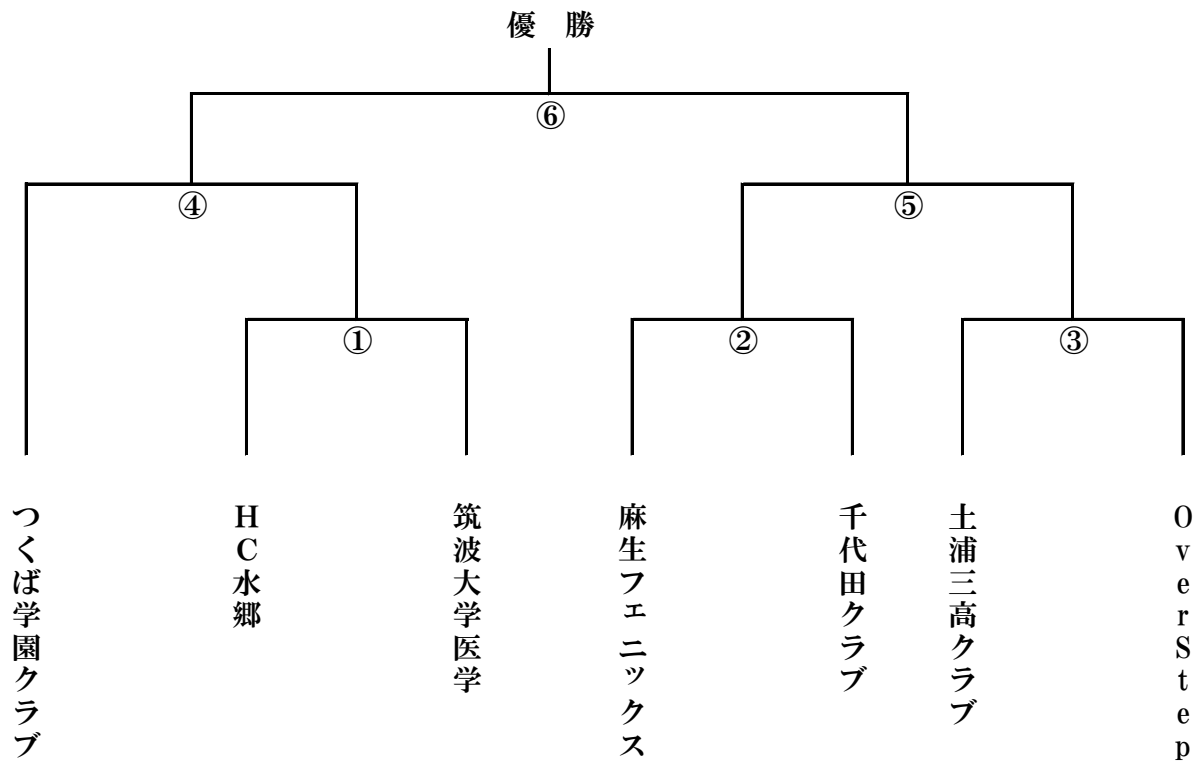 優　勝
⑥
④
⑤
①
②
③
つくば学園クラブ
HC水郷
筑波大学医学
麻生フェニックス
千代田クラブ
土浦三高クラブ
OverStep